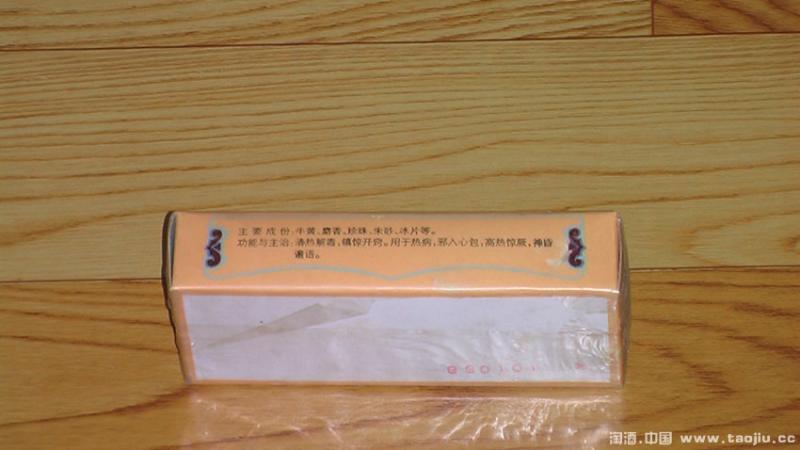 主要成份:牛黄、麝香、珍珠、朱砂、冰片等。
功能与主治:清热解毒,镇惊开窍。用于热病,邪入心包,高热惊厥,神昏
谵语。
淘酒.中国 www.taojiu.cc